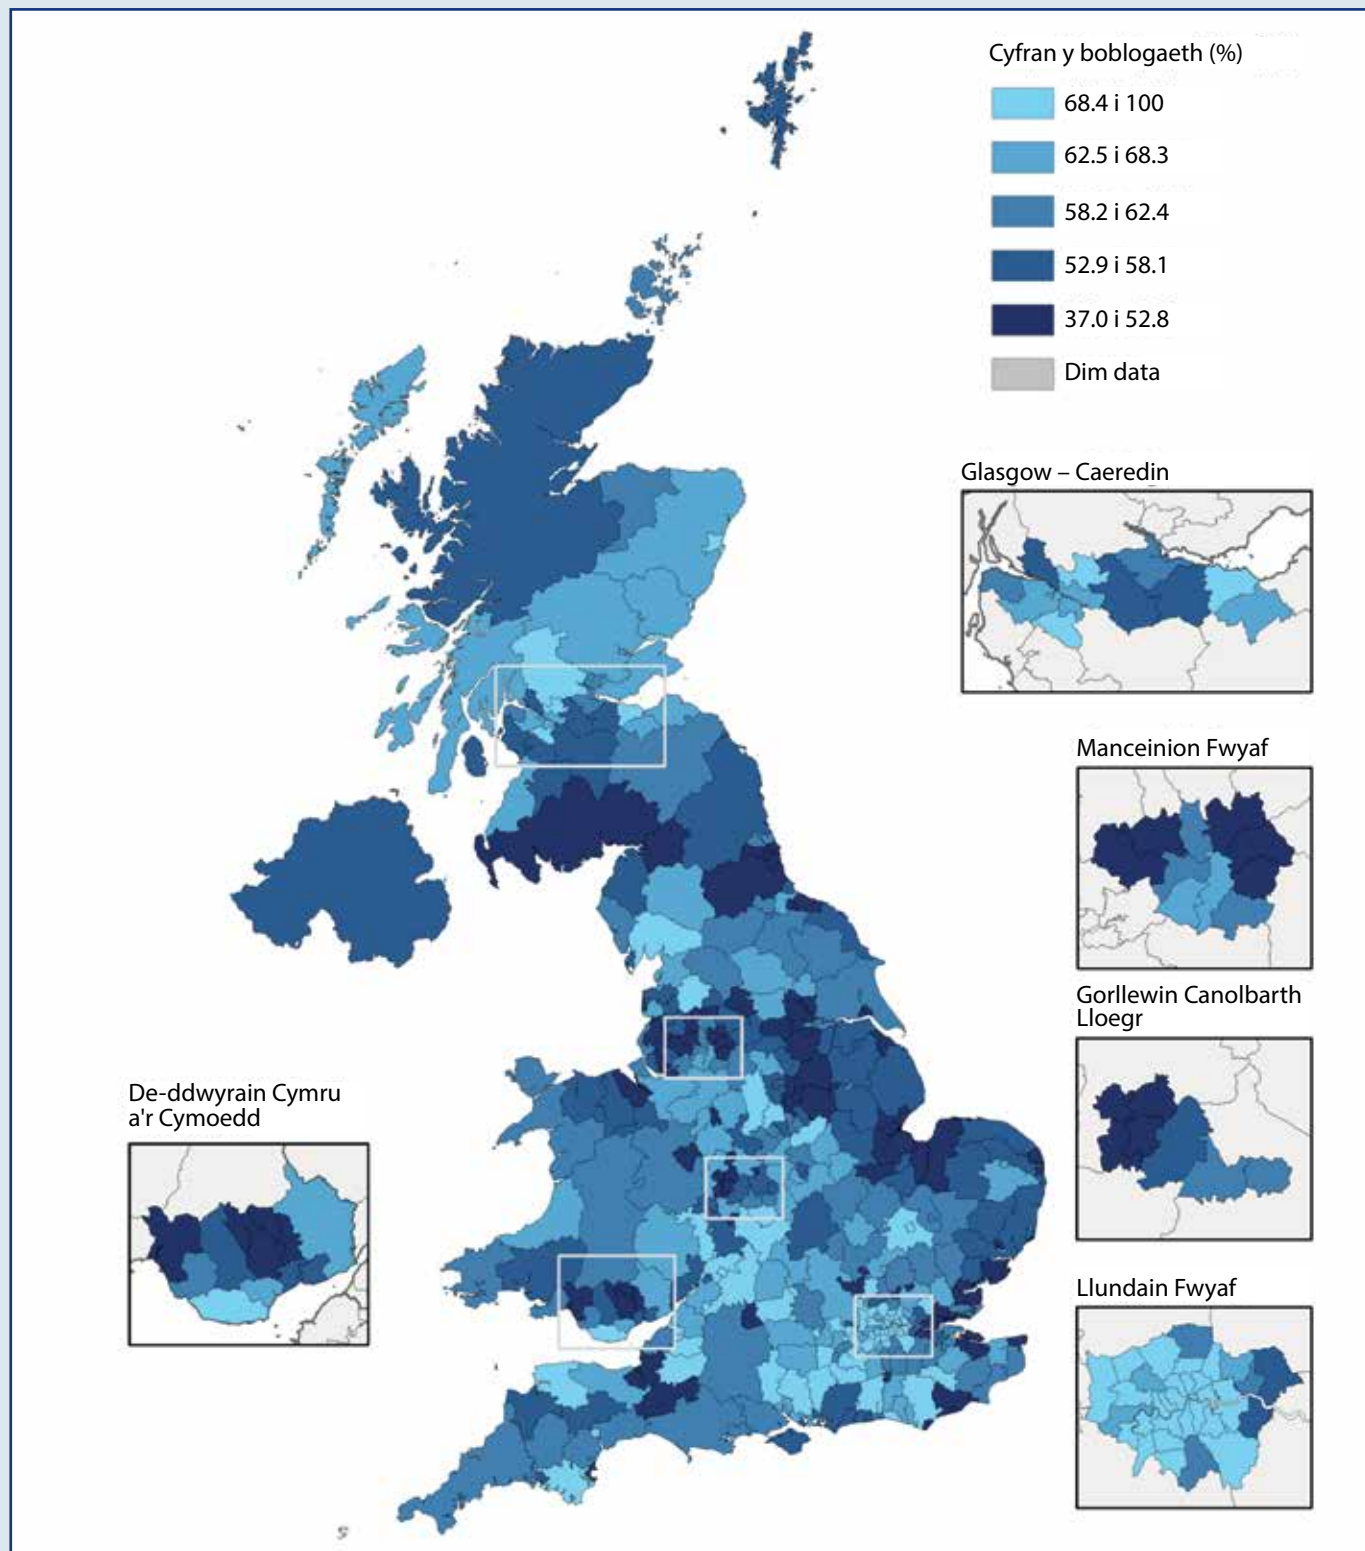 Cyfran y boblogaeth (%)
68.4 i 100
62.5 i 68.3
58.2 i 62.4
52.9 i 58.1
37.0 i 52.8
Dim data
Glasgow – Caeredin
Manceinion Fwyaf
Gorllewin Canolbarth
Lloegr
De-ddwyrain Cymru
a'r Cymoedd
Llundain Fwyaf